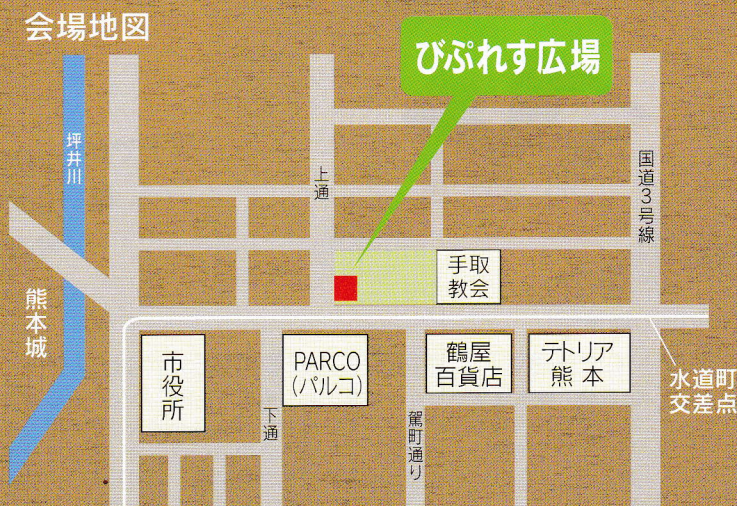 会場地図
びぷれす広場
坪井川
上通
国道3号線
手取
教会
熊本城
市役所
PARCO
(パルコ)
鶴屋
百貨店
テトリア
熊本
水道町
交差点
下通
駕町通り